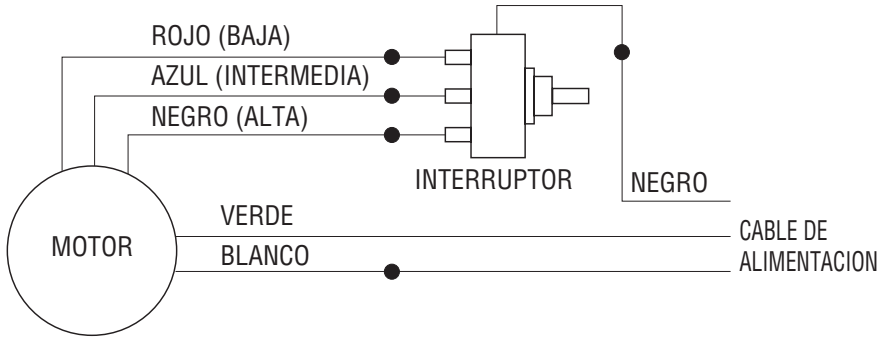 ROJO (BAJA)
AZUL (INTERMEDIA)
NEGRO (ALTA)
INTERRUPTOR
NEGRO
VERDE
MOTOR
BLANCO
CABLE DE
ALIMENTACION